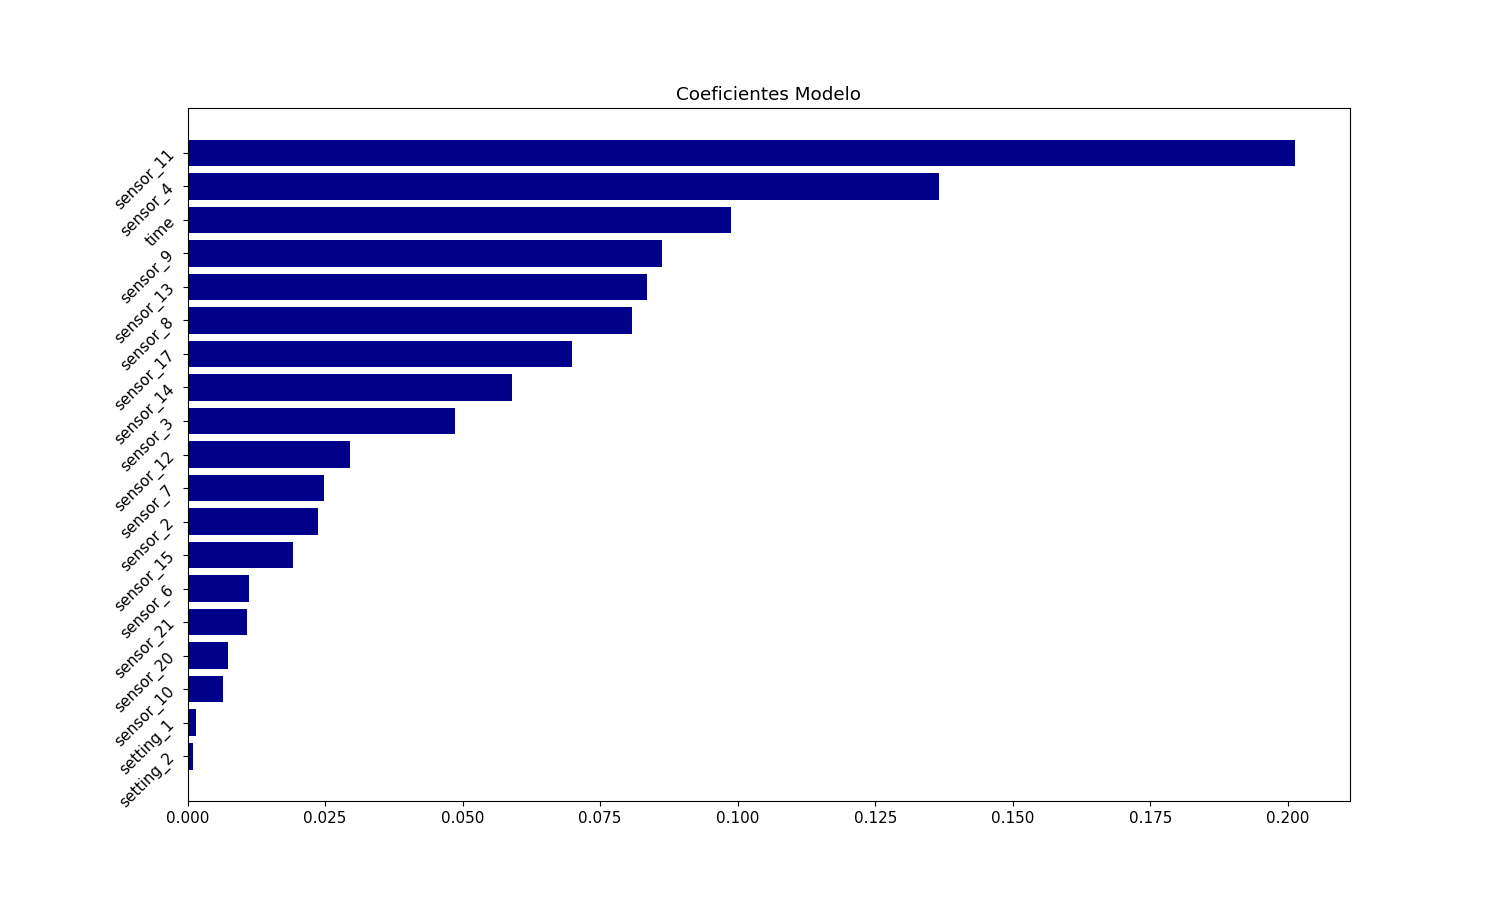 Coeficientes Modelo
sensor_11
sensor_4
time
sensor_9
sensor_13
sensor_8
sensor_17
sensor_14
sensor_3
sensor_12
sensor_7
sensor_2
sensor_15
sensor_6
sensor_21
sensor_20
sensor_10
setting_1
setting_2
0.000 0.025 0.050 0.075 0.100 0.125 0.150 0.175 0.200